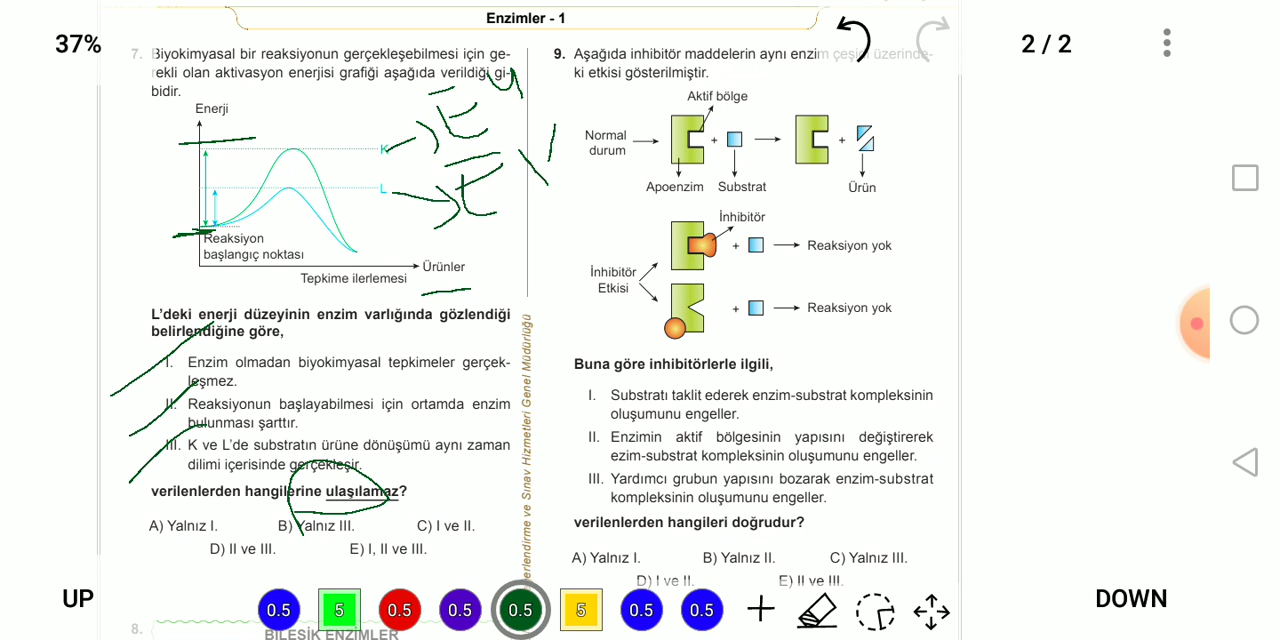 Enzimler - 1
37%
2 / 2
7. Biyokimyasal bir reaksiyonun gerçekleşebilmesi için ge-
rekli olan aktivasyon enerjisi grafiği aşağıda verildiği gi-
bidir.
Enerji
K
L
Reaksiyon
başlangıç noktası
Ürünler
Tepkime ilerlemesi
L'deki enerji düzeyinin enzim varlığında gözlendiği
belirlendiğine göre,
I. Enzim olmadan biyokimyasal tepkimeler gerçek-
leşmez.
II. Reaksiyonun başlayabilmesi için ortamda enzim
bulunması şarttır.
III. K ve L'de substratın ürüne dönüşümü aynı zaman
dilimi içerisinde gerçekleşir.
verilenlerden hangilerine ulaşılamaz?
A) Yalnız I. B) Yalnız III. C) I ve II.
D) II ve III. E) I, II ve III.
8.
BİLEŞİK ENZİMLER
erlendirme ve Sınav Hizmetleri Genel Müdürlüğü
9. Aşağıda inhibitör maddelerin aynı enzim çeşidi üzerinde-
ki etkisi gösterilmiştir.
Aktif bölge
Normal
durum
+
+
Apoenzim Substrat Ürün
İnhibitör
+ Reaksiyon yok
İnhibitör
Etkisi
+ Reaksiyon yok
Buna göre inhibitörlerle ilgili,
I. Substratı taklit ederek enzim-substrat kompleksinin
oluşumunu engeller.
II. Enzimin aktif bölgesinin yapısını değiştirerek
ezim-substrat kompleksinin oluşumunu engeller.
III. Yardımcı grubun yapısını bozarak enzim-substrat
kompleksinin oluşumunu engeller.
verilenlerden hangileri doğrudur?
A) Yalnız I. B) Yalnız II. C) Yalnız III.
D) I ve II. E) II ve III.
UP
0.5 5 0.5 0.5 0.5 5 0.5 0.5
DOWN